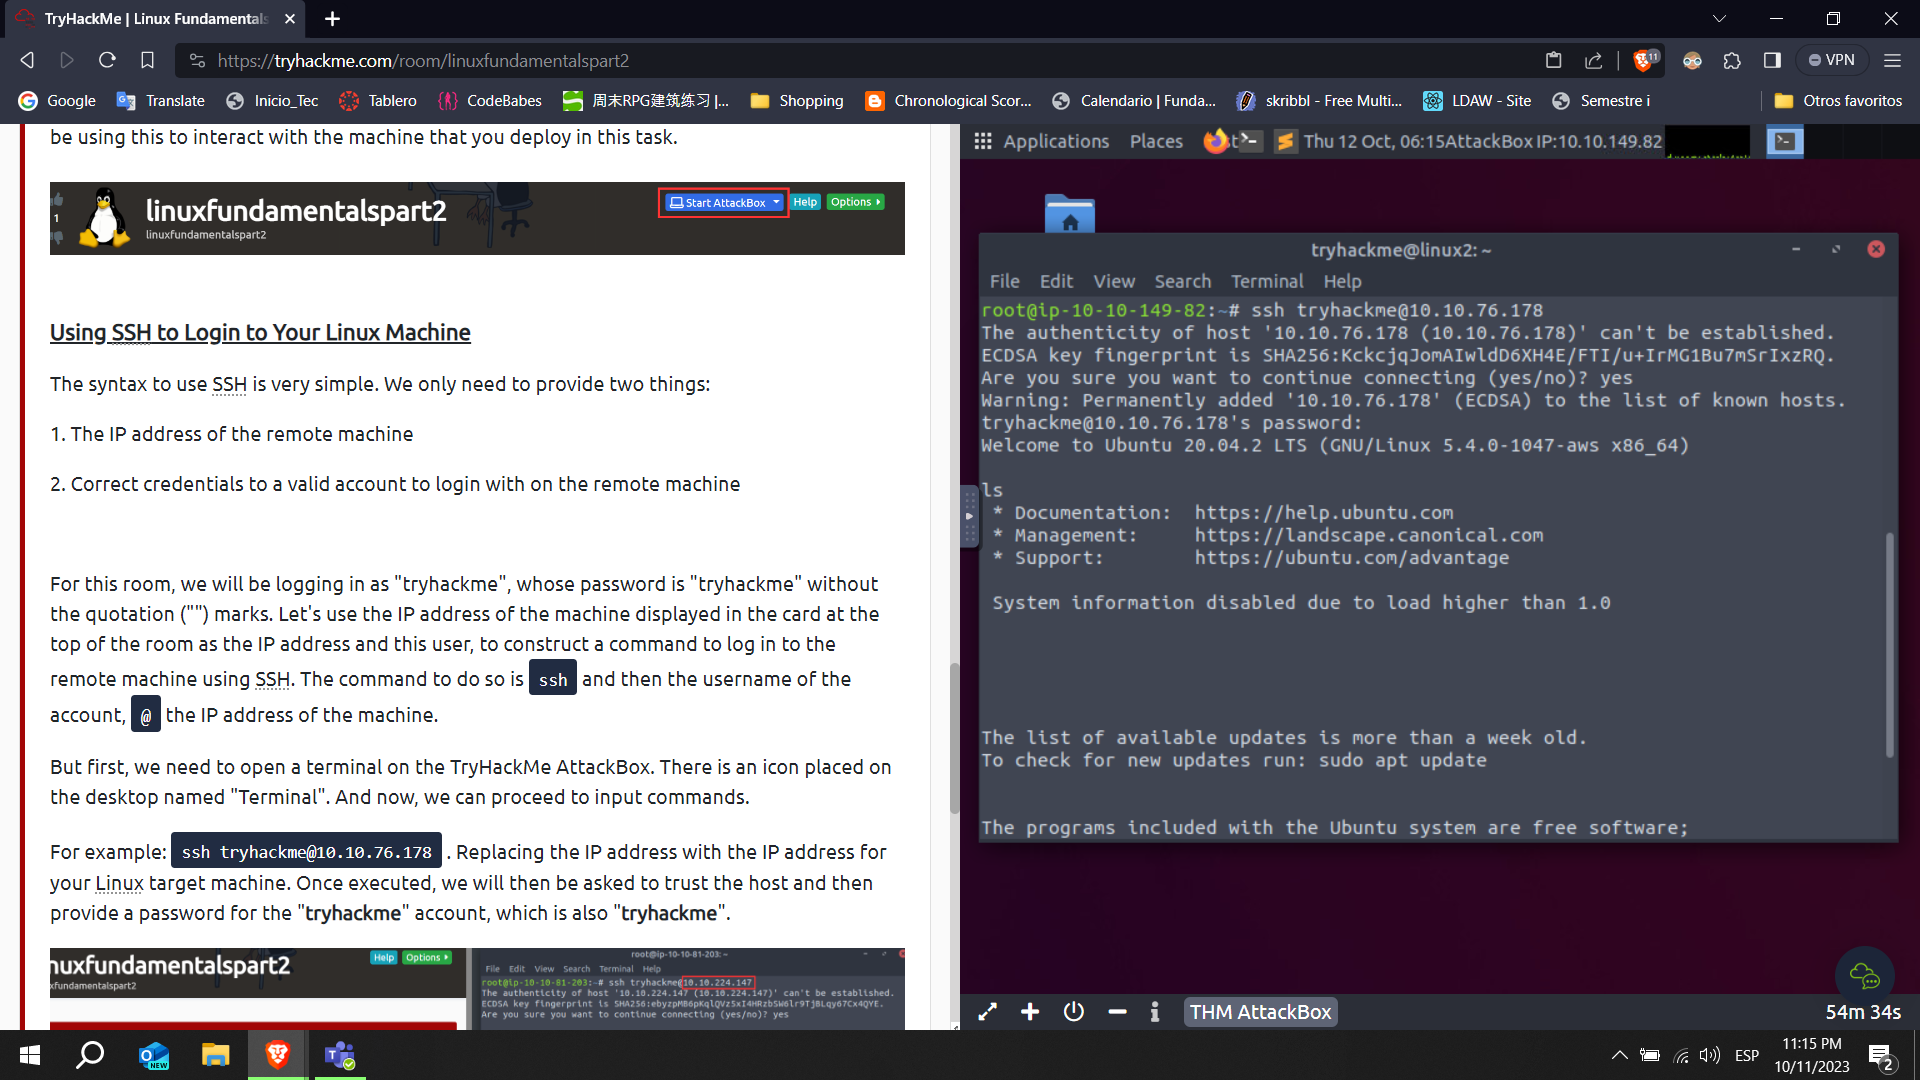 TryHackMe | Linux Fundamentals
https://tryhackme.com/room/linuxfundamentalspart2
11
VPN
Google
Translate
Inicio_Tec
Tablero
CodeBabes
周末RPG建筑练习 |...
Shopping
Chronological Scor...
Calendario | Funda...
skribbl - Free Multi...
LDAW - Site
Semestre i
Otros favoritos
be using this to interact with the machine that you deploy in this task.
1
linuxfundamentalspart2
linuxfundamentalspart2
Start AttackBox
Help
Options
Using SSH to Login to Your Linux Machine
The syntax to use SSH is very simple. We only need to provide two things:
1. The IP address of the remote machine
2. Correct credentials to a valid account to login with on the remote machine
For this room, we will be logging in as "tryhackme", whose password is "tryhackme" without
the quotation ("") marks. Let's use the IP address of the machine displayed in the card at the
top of the room as the IP address and this user, to construct a command to log in to the
remote machine using SSH. The command to do so is ssh and then the username of the
account, @ the IP address of the machine.
But first, we need to open a terminal on the TryHackMe AttackBox. There is an icon placed on
the desktop named "Terminal". And now, we can proceed to input commands.
For example: ssh tryhackme@10.10.76.178 . Replacing the IP address with the IP address for
your Linux target machine. Once executed, we will then be asked to trust the host and then
provide a password for the "tryhackme" account, which is also "tryhackme".
nuxfundamentalspart2
xfundamentalspart2
Help
Options
root@ip-10-10-81-203: ~
File Edit View Search Terminal Help
root@ip-10-10-81-203:~# ssh tryhackme@10.10.224.147
The authenticity of host '10.10.224.147 (10.10.224.147)' can't be established.
ECDSA key fingerprint is
Are you sure you want to continue connecting (yes/no)? yes
Applications
Places
Thu 12 Oct, 06:15
AttackBox IP:10.10.149.82
tryhackme@linux2: ~
File Edit View Search Terminal Help
root@ip-10-10-149-82:~# ssh tryhackme@10.10.76.178
The authenticity of host '10.10.76.178 (10.10.76.178)' can't be established.
ECDSA key fingerprint is SHA256:KckcjqJomAIwldD6XH4E/FTI/u+IrMG1Bu7mSrIxzRQ.
Are you sure you want to continue connecting (yes/no)? yes
Warning: Permanently added '10.10.76.178' (ECDSA) to the list of known hosts.
tryhackme@10.10.76.178's password:
Welcome to Ubuntu 20.04.2 LTS (GNU/Linux 5.4.0-1047-aws x86_64)
ls
* Documentation: https://help.ubuntu.com
* Management: https://landscape.canonical.com
* Support: https://ubuntu.com/advantage
System information disabled due to load higher than 1.0
The list of available updates is more than a week old.
To check for new updates run: sudo apt update
The programs included with the Ubuntu system are free software;
THM AttackBox
54m 34s
NEW
ESP
11:15 PM
10/11/2023
2